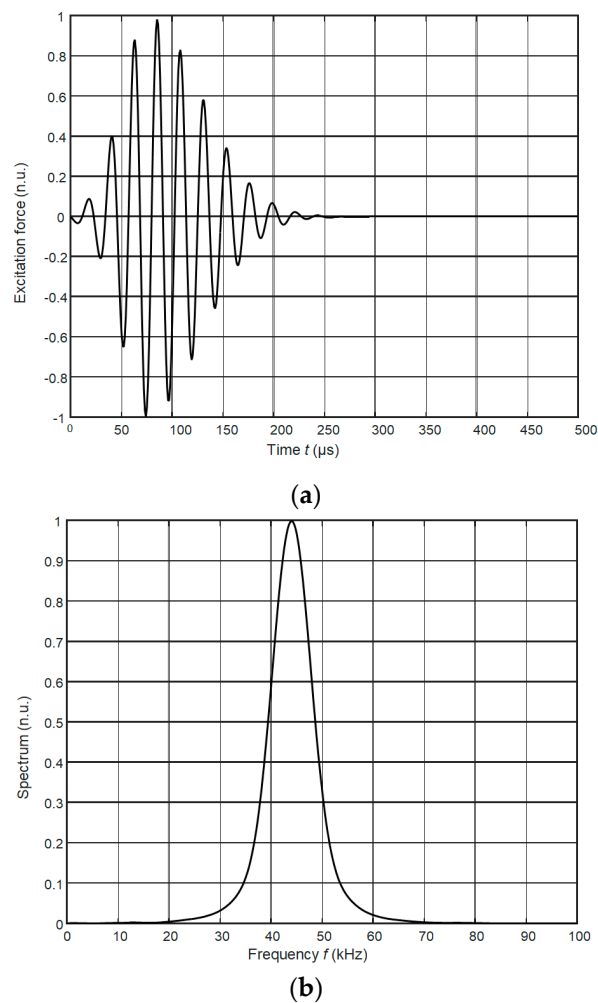 1
0.8
0.6
0.4
0.2
0
-0.2
-0.4
-0.6
-0.8
-1
Excitation force (n.u.)
0 50 100 150 200 250 300 350 400 450 500
Time t (μs)
(a)
1
0.9
0.8
0.7
0.6
0.5
0.4
0.3
0.2
0.1
0
Spectrum (n.u.)
0 10 20 30 40 50 60 70 80 90 100
Frequency f (kHz)
(b)